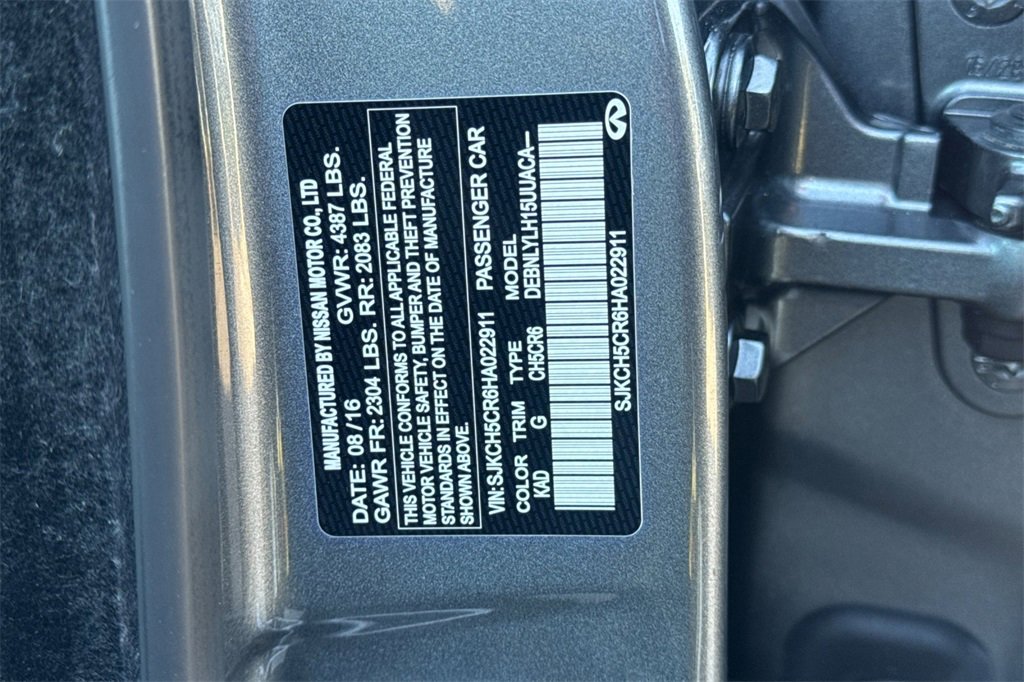 MANUFACTURED BY NISSAN MOTOR CO., LTD
DATE: 08 / 16 GVWR: 4387 LBS.
GAWR FR: 2304 LBS. RR: 2083 LBS.
THIS VEHICLE CONFORMS TO ALL APPLICABLE FEDERAL
MOTOR VEHICLE SAFETY, BUMPER AND THEFT PREVENTION
STANDARDS IN EFFECT ON THE DATE OF MANUFACTURE
SHOWN ABOVE.
VIN: SJKCH5CR6HA022911 PASSENGER CAR
COLOR TRIM TYPE MODEL
KAD G CH5CR6 DEBNLYLH15UUACA—
SJKCH5CR6HA022911